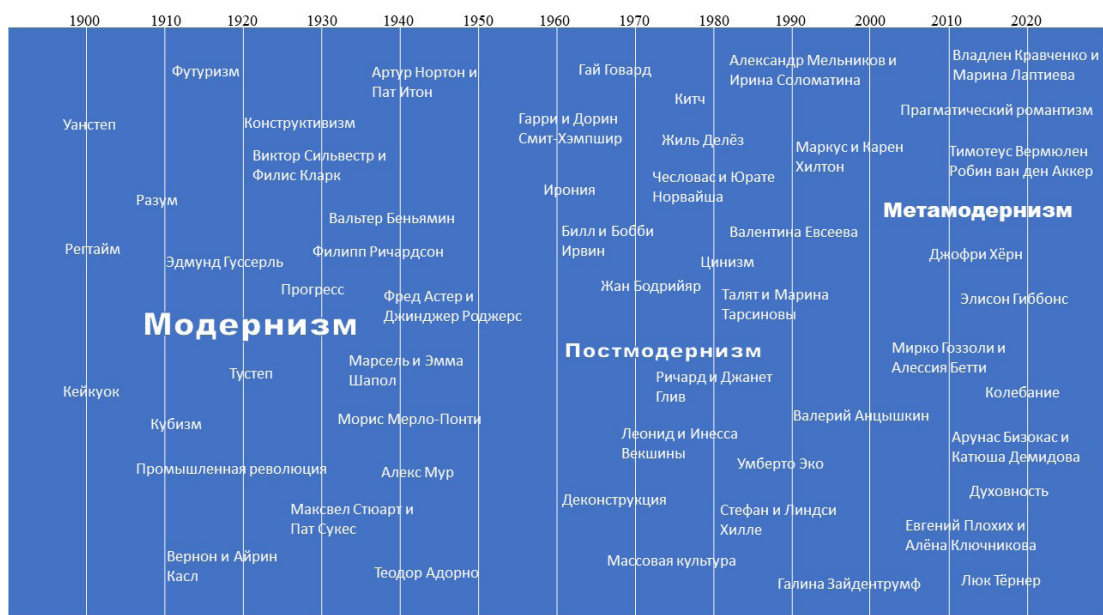 1900 1910 1920 1930 1940 1950 1960 1970 1980 1990 2000 2010 2020
Футуризм
Артур Нортон и
Пат Итон
Гай Говард
Александр Мельников и
Ирина Соломатина
Владлен Кравченко и
Марина Лаптиева
Китч
Прагматический романтизм
Уанстеп
Конструктивизм
Гарри и Дорин
Смит-Хэмпшир
Жиль Делёз
Маркус и Карен
Хилтон
Тимотеус Вермюлен
Робин ван ден Аккер
Виктор Сильвестр и
Филис Кларк
Чесловас и Юрате
Норвайша
Ирония
Разум
Метамодернизм
Вальтер Беньямин
Билл и Бобби
Ирвин
Валентина Евсеева
Регтайм
Эдмунд Гуссерль
Филипп Ричардсон
Цинизм
Джофри Хёрн
Прогресс
Фред Астер и
Джинджер Роджерс
Жан Бодрийяр
Талят и Марина
Тарсиновы
Элисон Гиббонс
Модернизм
Постмодернизм
Мирко Гоззоли и
Алессия Бетти
Марсель и Эмма
Шапол
Тустеп
Ричард и Джанет
Глив
Кейкуок
Колебание
Кубизм
Морис Мерло-Понти
Валерий Анцышкин
Леонид и Инесса
Векшины
Арунас Бизокас и
Катюша Демидова
Промышленная революция
Алекс Мур
Умберто Эко
Деконструкция
Духовность
Максвел Стюарт и
Пат Сукес
Стефан и Линдси
Хилле
Евгений Плохих и
Алёна Ключникова
Вернон и Айрин
Касл
Теодор Адорно
Массовая культура
Галина Зайдентрумф
Люк Тёрнер